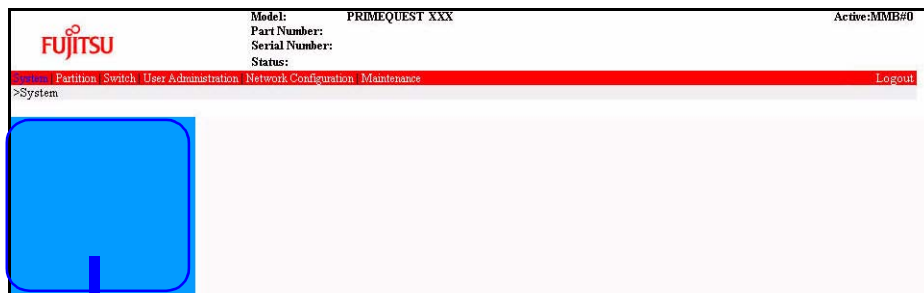 FUJITSU
Model: PRIMEQUEST XXX
Part Number:
Serial Number:
Status:
Active:MMB#0
System | Partition | Switch | User Administration | Network Configuration | Maintenance
Logout
>System